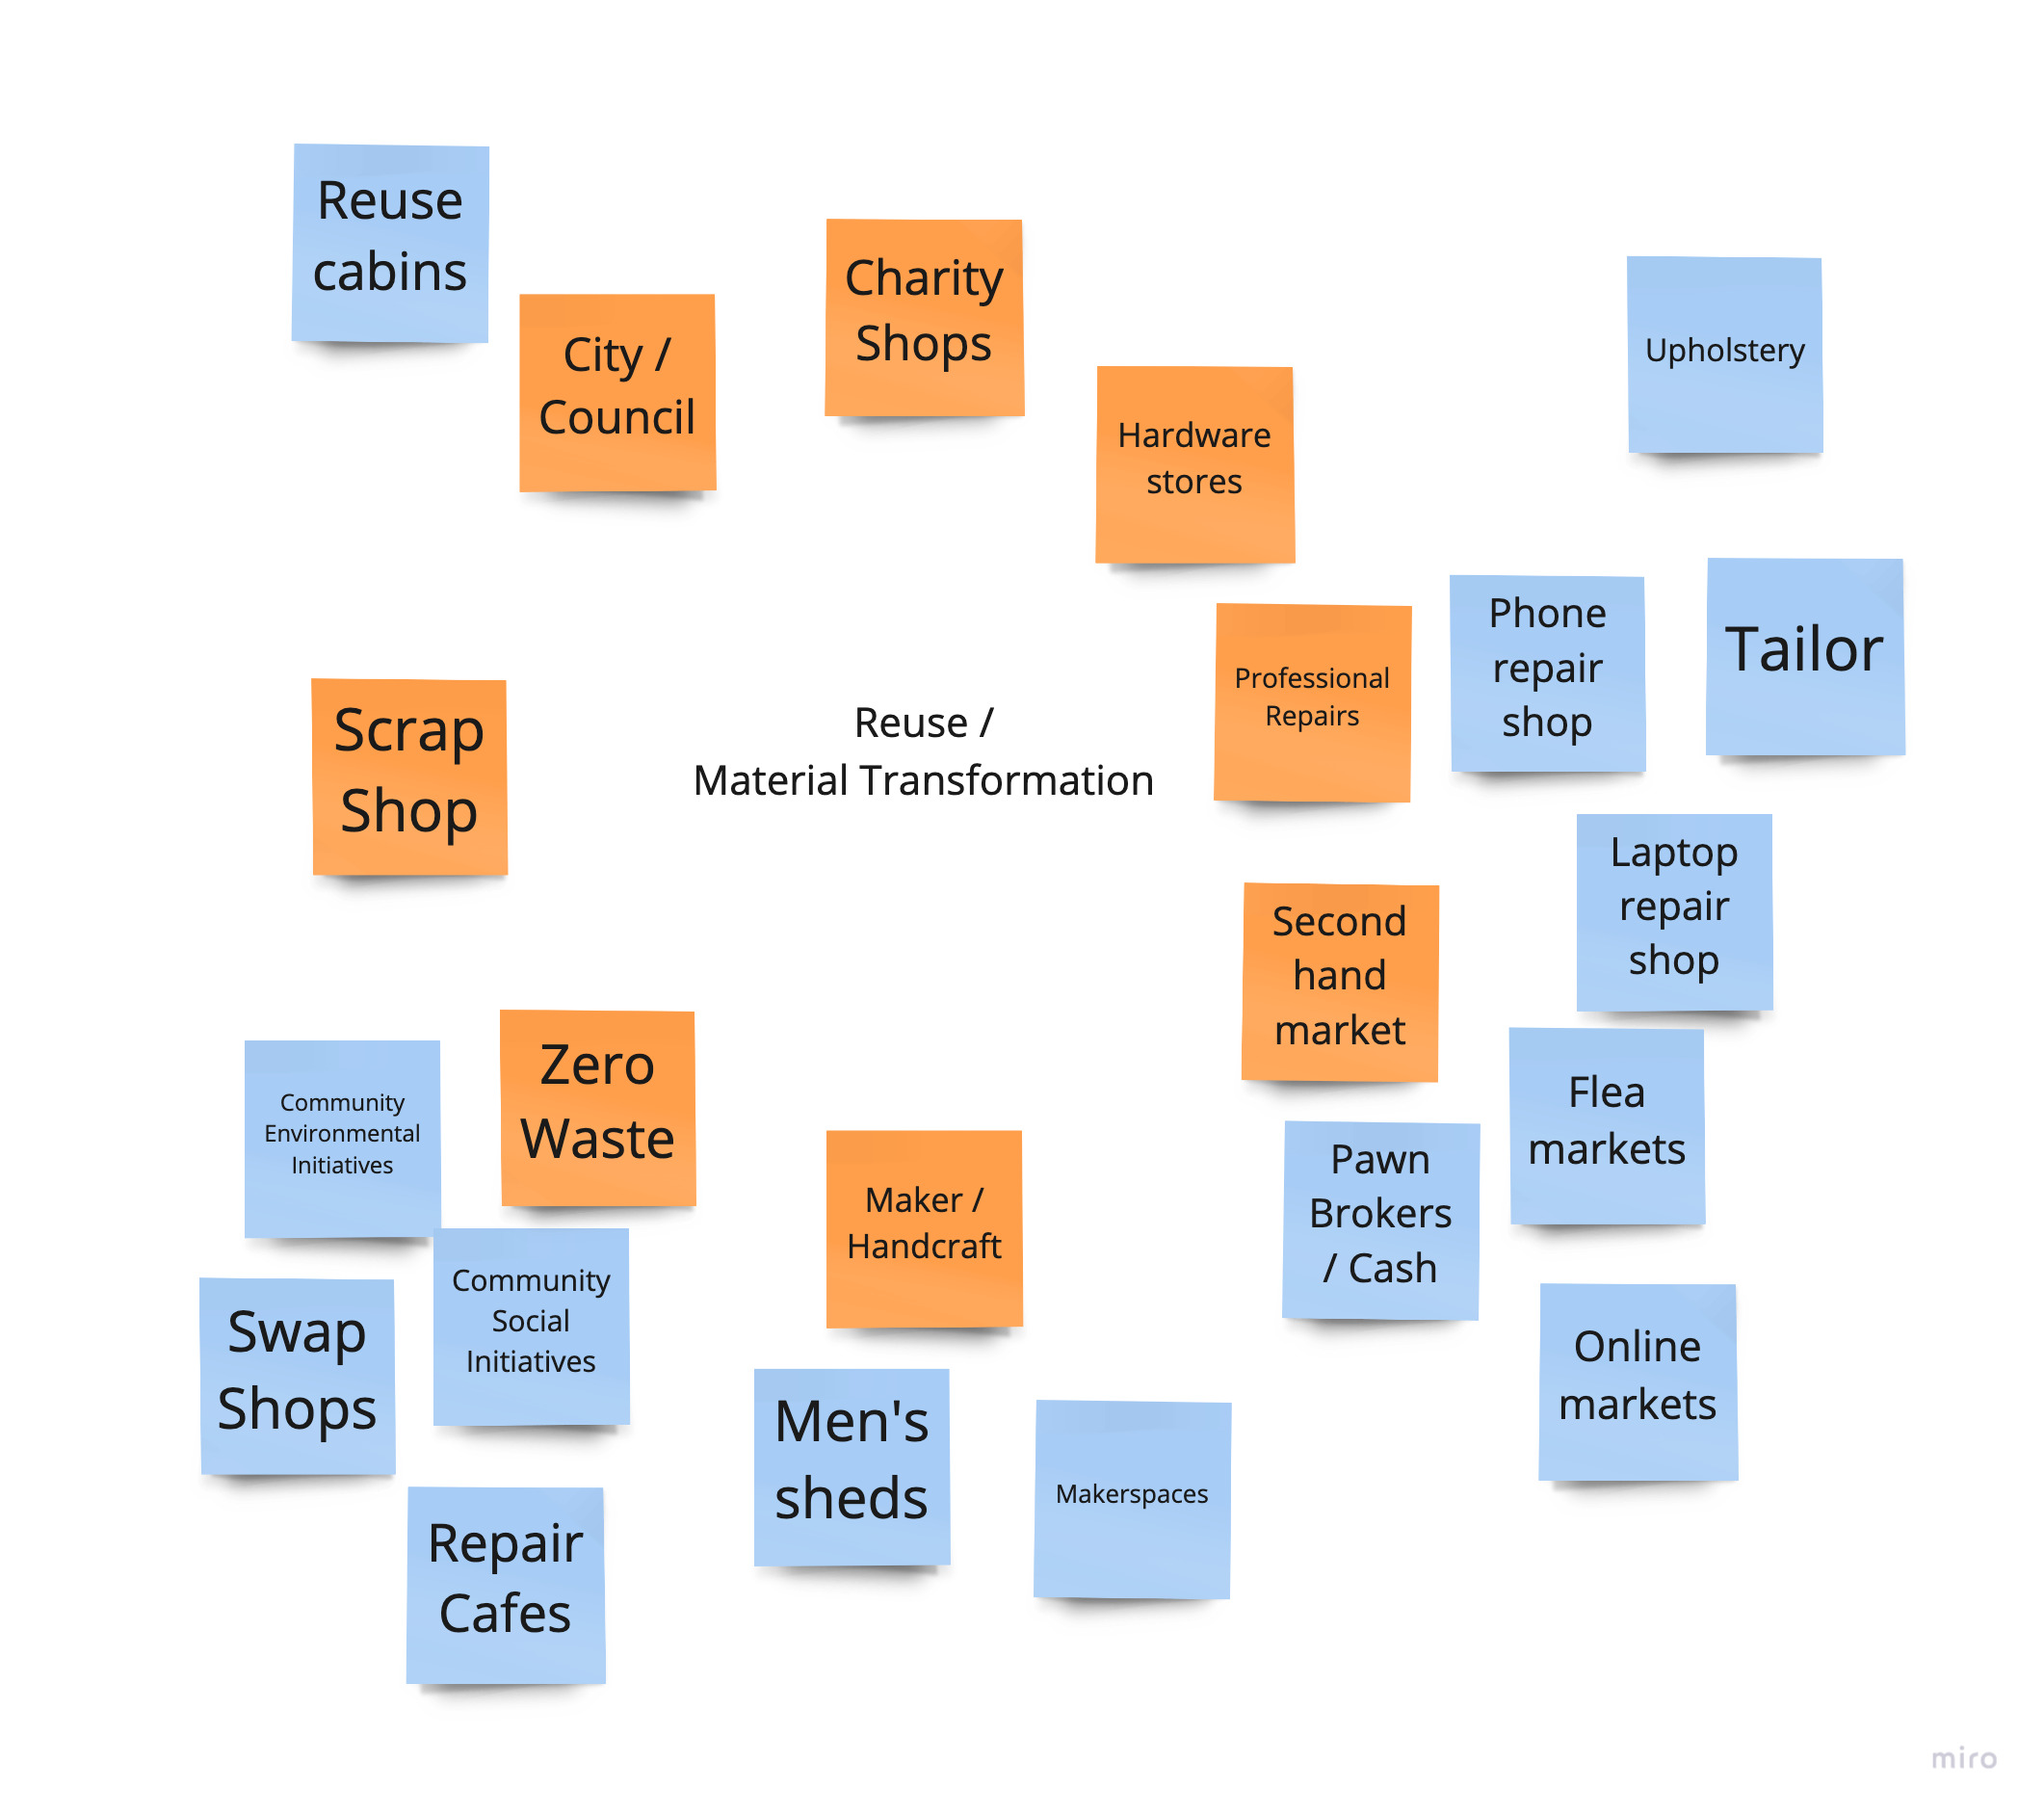 Reuse
cabins
City /
Council
Charity
Shops
Hardware
stores
Upholstery
Professional
Repairs
Phone
repair
shop
Tailor
Scrap
Shop
Reuse /
Material Transformation
Laptop
repair
shop
Second
hand
market
Zero
Waste
Community
Environmental
Initiatives
Flea
markets
Pawn
Brokers
/ Cash
Maker /
Handcraft
Community
Social
Initiatives
Swap
Shops
Online
markets
Men's
sheds
Makerspaces
Repair
Cafes
miro